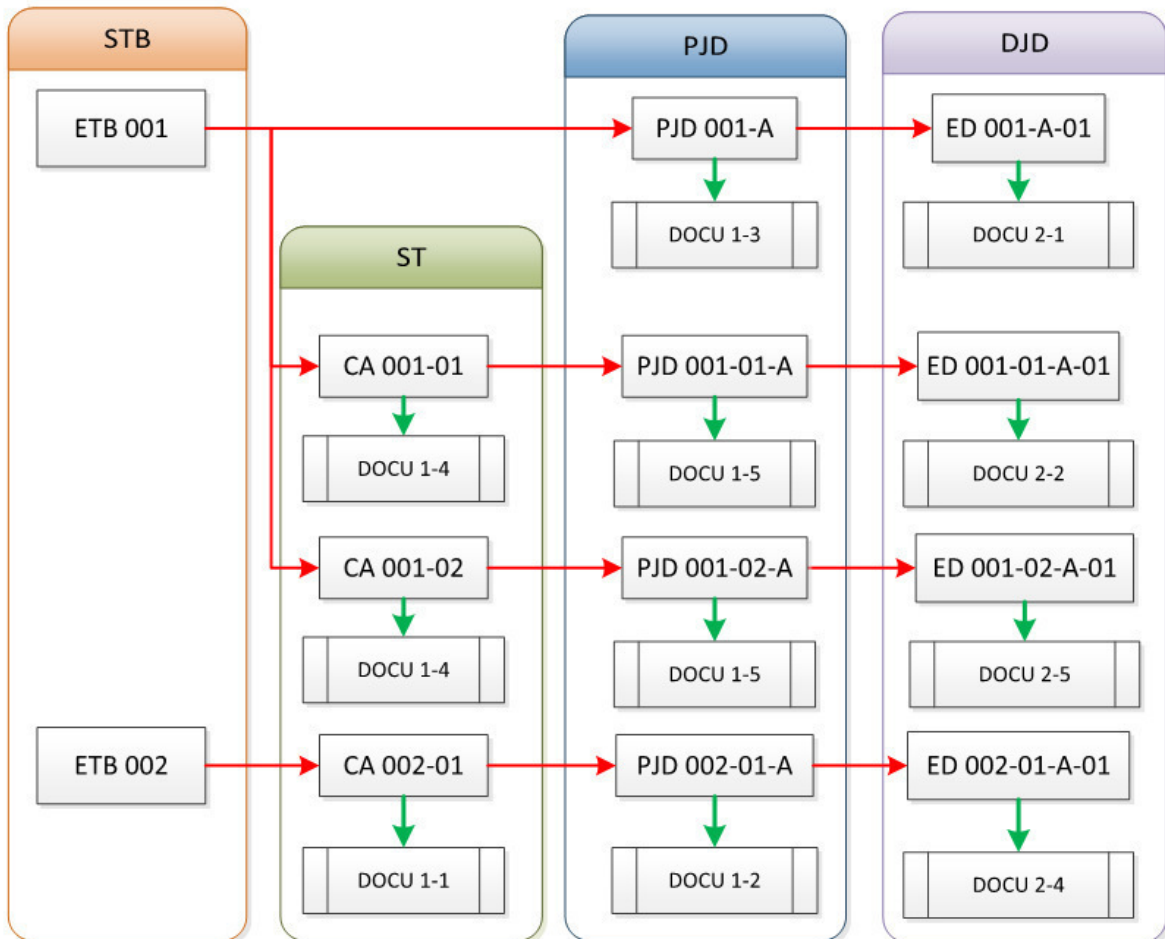 STB
PJD
DJD
ETB 001
PJD 001-A
ED 001-A-01
DOCU 1-3
DOCU 2-1
ST
CA 001-01
PJD 001-01-A
ED 001-01-A-01
DOCU 1-4
DOCU 1-5
DOCU 2-2
CA 001-02
PJD 001-02-A
ED 001-02-A-01
DOCU 1-4
DOCU 1-5
DOCU 2-5
ETB 002
CA 002-01
PJD 002-01-A
ED 002-01-A-01
DOCU 1-1
DOCU 1-2
DOCU 2-4